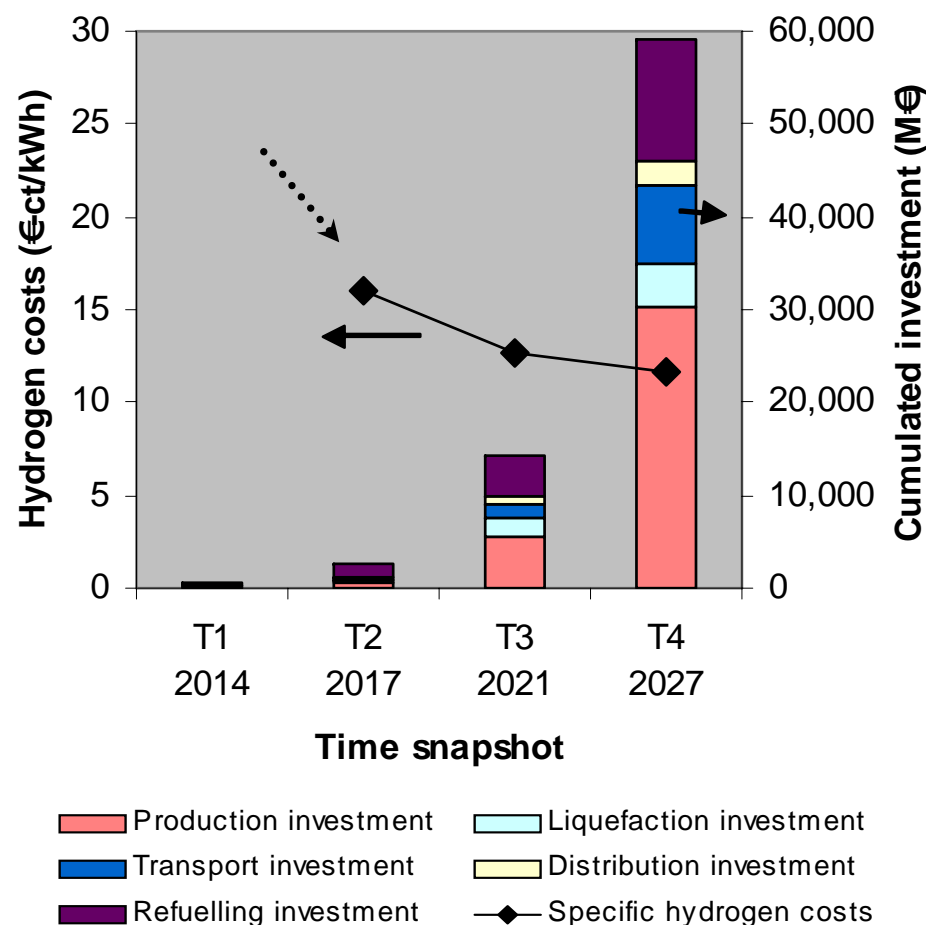 Hydrogen costs (€-ct/kWh)
30
25
20
15
10
5
0
60,000
50,000
40,000
30,000
20,000
10,000
0
Cumulated investment (M€)
T1 T2 T3 T4
2014 2017 2021 2027
Time snapshot
Production investment Liquefaction investment
Transport investment Distribution investment
Refuelling investment Specific hydrogen costs